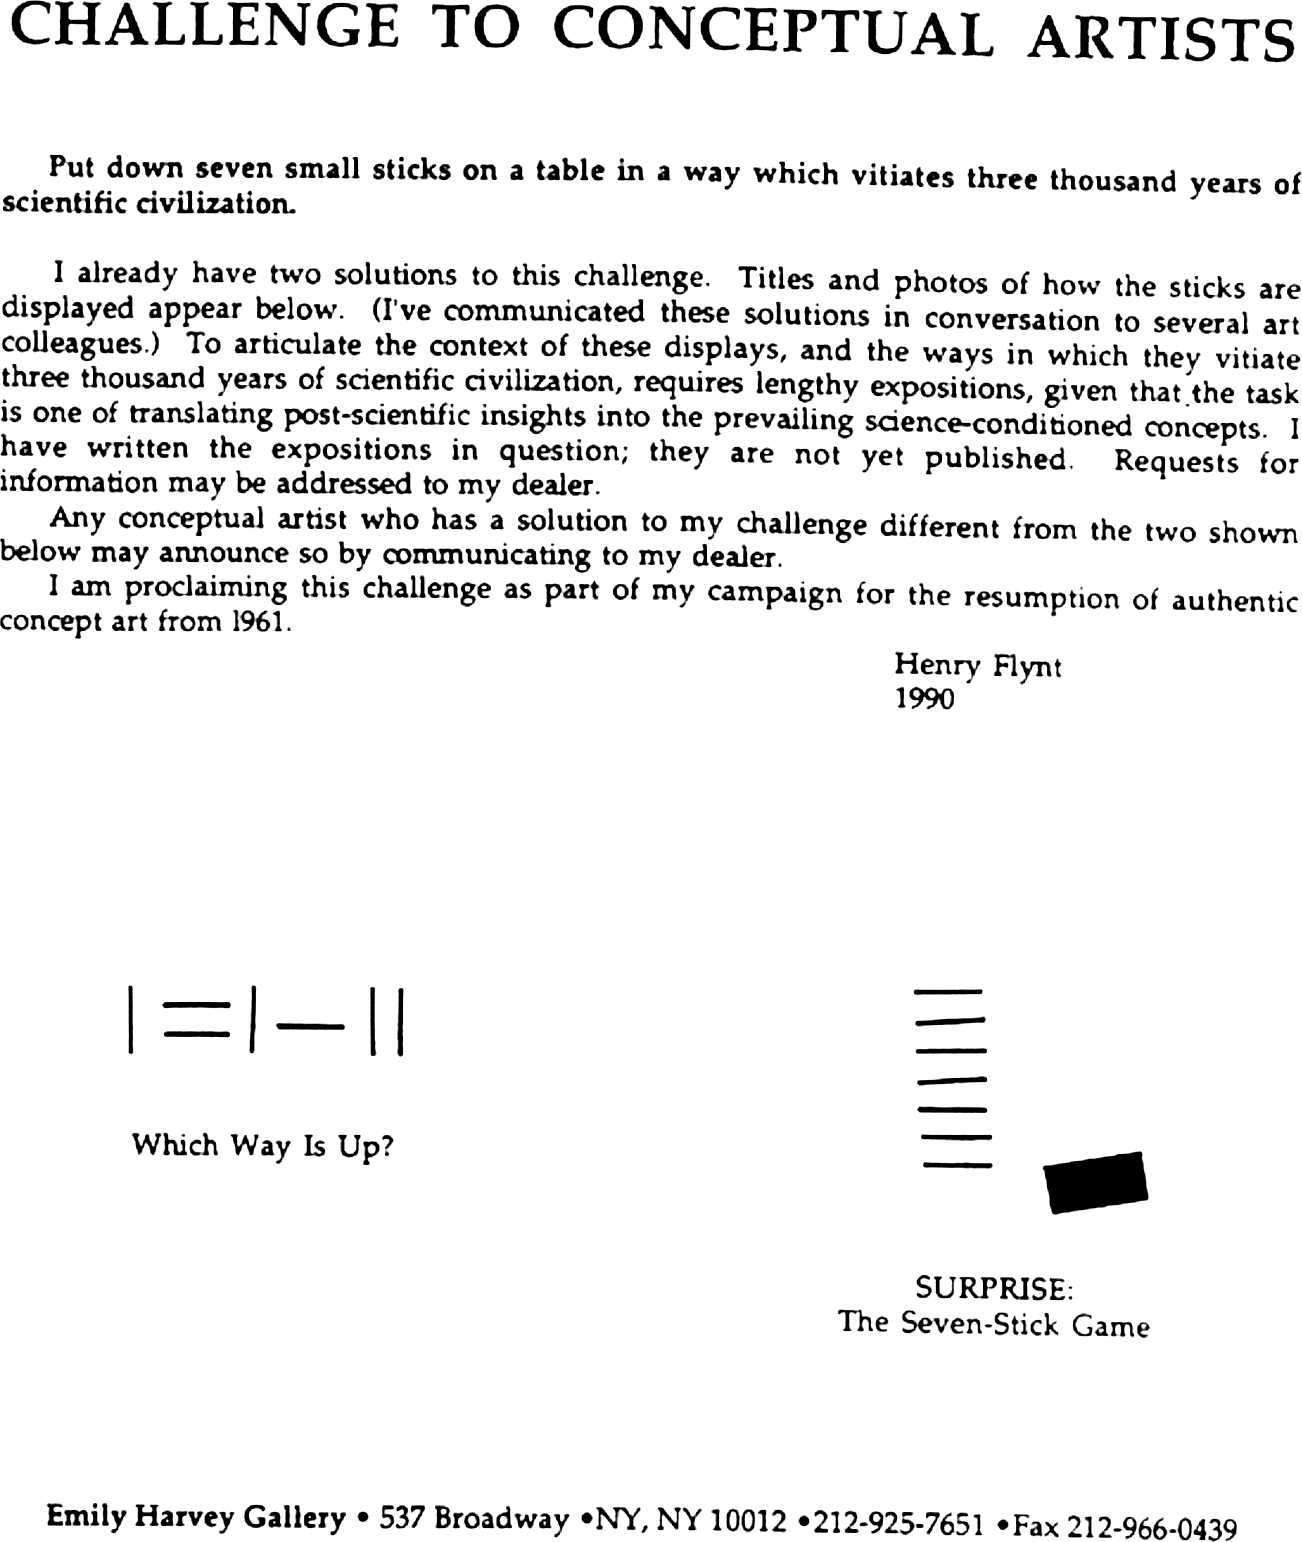 CHALLENGE TO CONCEPTUAL ARTISTS
Put down seven small sticks on a table in a way which vitiates three thousand years of
scientific civilization.
I already have two solutions to this challenge. Titles and photos of how the sticks are
displayed appear below. (I've communicated these solutions in conversation to several art
colleagues.) To articulate the context of these displays, and the ways in which they vitiate
three thousand years of scientific civilization, requires lengthy expositions, given that the task
is one of translating post-scientific insights into the prevailing science-conditioned concepts. I
have written the expositions in question; they are not yet published. Requests for
information may be addressed to my dealer.
Any conceptual artist who has a solution to my challenge different from the two shown
below may announce so by communicating to my dealer.
I am proclaiming this challenge as part of my campaign for the resumption of authentic
concept art from 1961.
Henry Flynt
1990
Which Way Is Up?
SURPRISE:
The Seven-Stick Game
Emily Harvey Gallery • 537 Broadway •NY, NY 10012 •212-925-7651 •Fax 212-966-0439